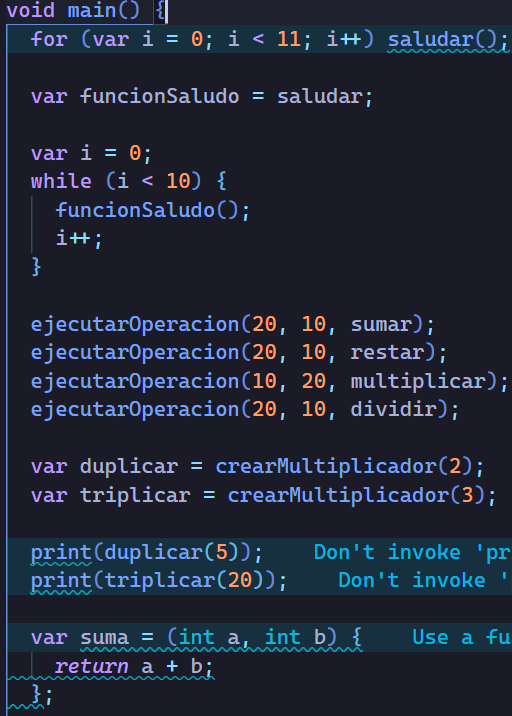 void main() {
  for (var i = 0; i < 11; i++) saludar();

  var funcionSaludo = saludar;

  var i = 0;
  while (i < 10) {
    funcionSaludo();
    i++;
  }

  ejecutarOperacion(20, 10, sumar);
  ejecutarOperacion(20, 10, restar);
  ejecutarOperacion(10, 20, multiplicar);
  ejecutarOperacion(20, 10, dividir);

  var duplicar = crearMultiplicador(2);
  var triplicar = crearMultiplicador(3);

  print(duplicar(5));    Don't invoke 'pr
  print(triplicar(20));    Don't invoke '

  var suma = (int a, int b) {    Use a fu
    return a + b;
  };